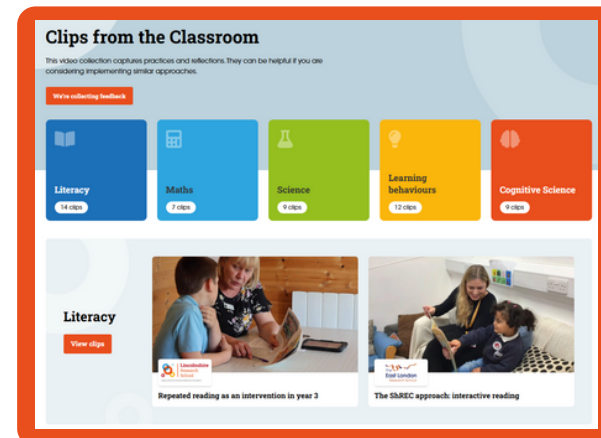 Clips from the Classroom
This video collection captures practices and reflections. They can be helpful if you are
considering implementing similar approaches.
We're collecting feedback
Literacy
14 clips
Maths
7 clips
Science
9 clips
Learning
behaviours
12 clips
Cognitive Science
9 clips
Literacy
View clips
Lincolnshire
Research
School
Repeated reading as an intervention in year 3
East London
The ShREC approach: interactive reading